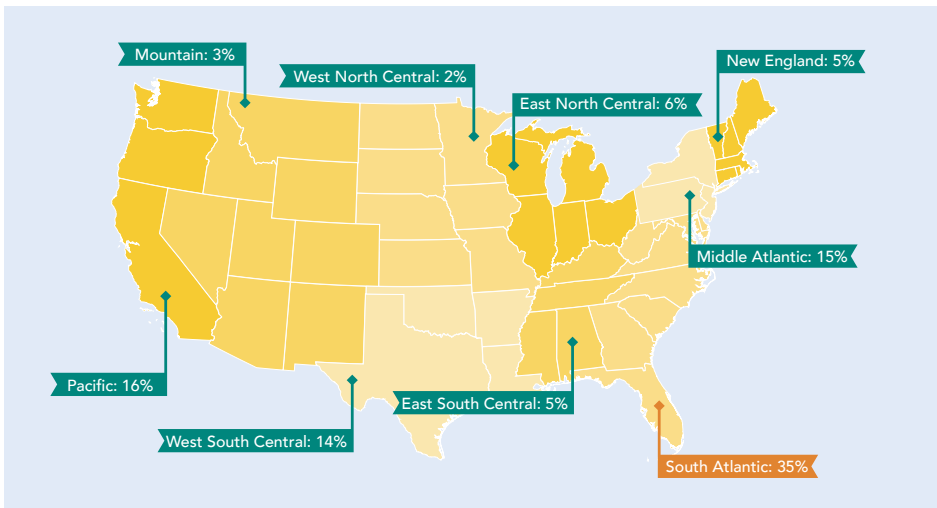 Mountain: 3%
New England: 5%
West North Central: 2%
East North Central: 6%
Middle Atlantic: 15%
Pacific: 16%
East South Central: 5%
West South Central: 14%
South Atlantic: 35%